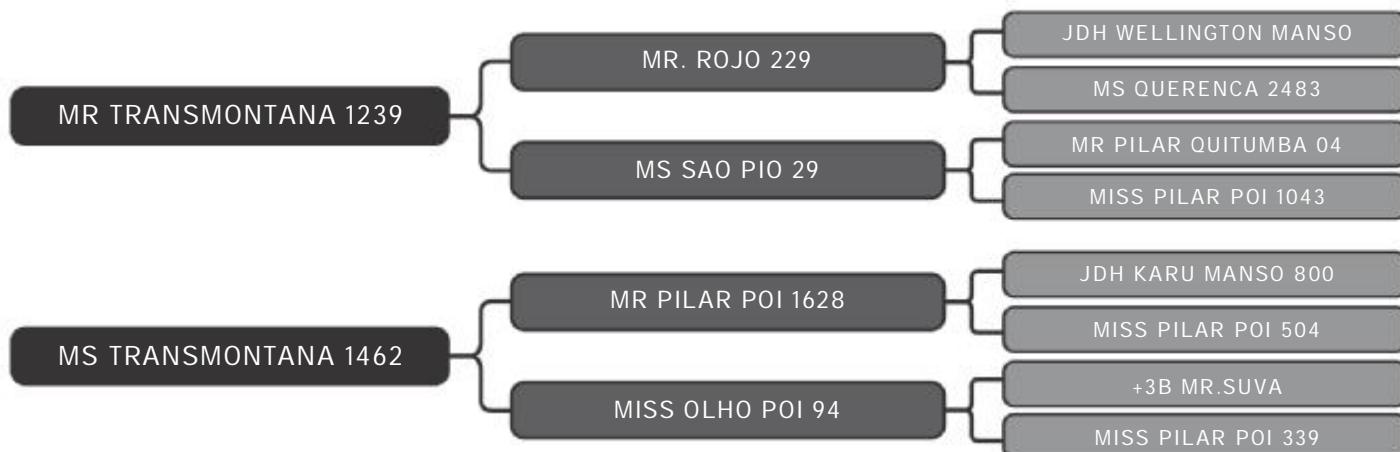 MR TRANSMONTANA 1239
MR. ROJO 229
JDH WELLINGTON MANSO
MS QUERENCA 2483
MS SAO PIO 29
MR PILAR QUITUMBA 04
MISS PILAR POI 1043
MS TRANSMONTANA 1462
MR PILAR POI 1628
JDH KARU MANSO 800
MISS PILAR POI 504
MISS OLHO POI 94
+3B MR.SUVA
MISS PILAR POI 339